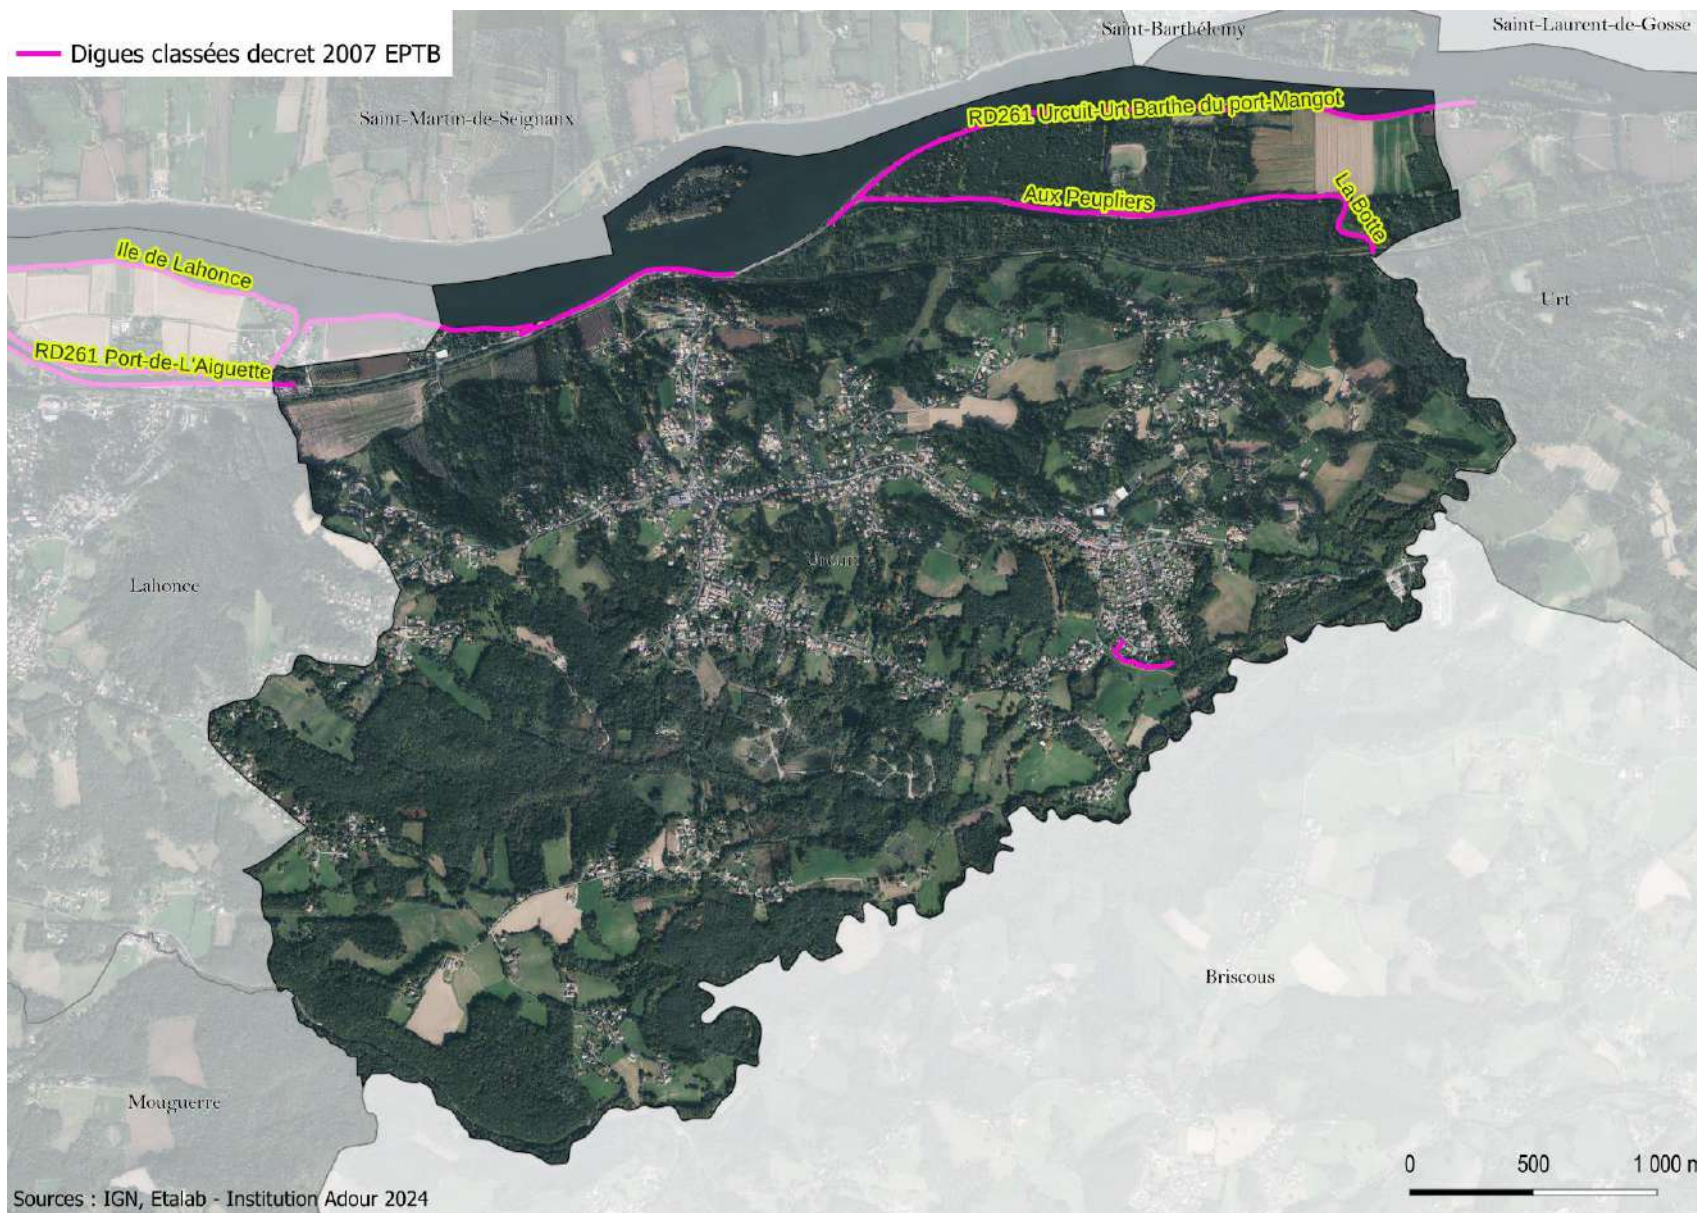 Digues classées decret 2007 EPTB
Saint-Barthélemy
Saint-Laurent-de-Gosse
Saint-Martin-de-Seignanx
RD261 Urcuit-Urt Barthe du port-Mangot
Aux Peupliers
La Botte
Ile de Lahonce
RD261 Port-de-L'Aiguette
Urt
Urcuit
Lahonce
Briscous
Mouguerre
0 500 1 000 m
Sources : IGN, Etalab - Institution Adour 2024